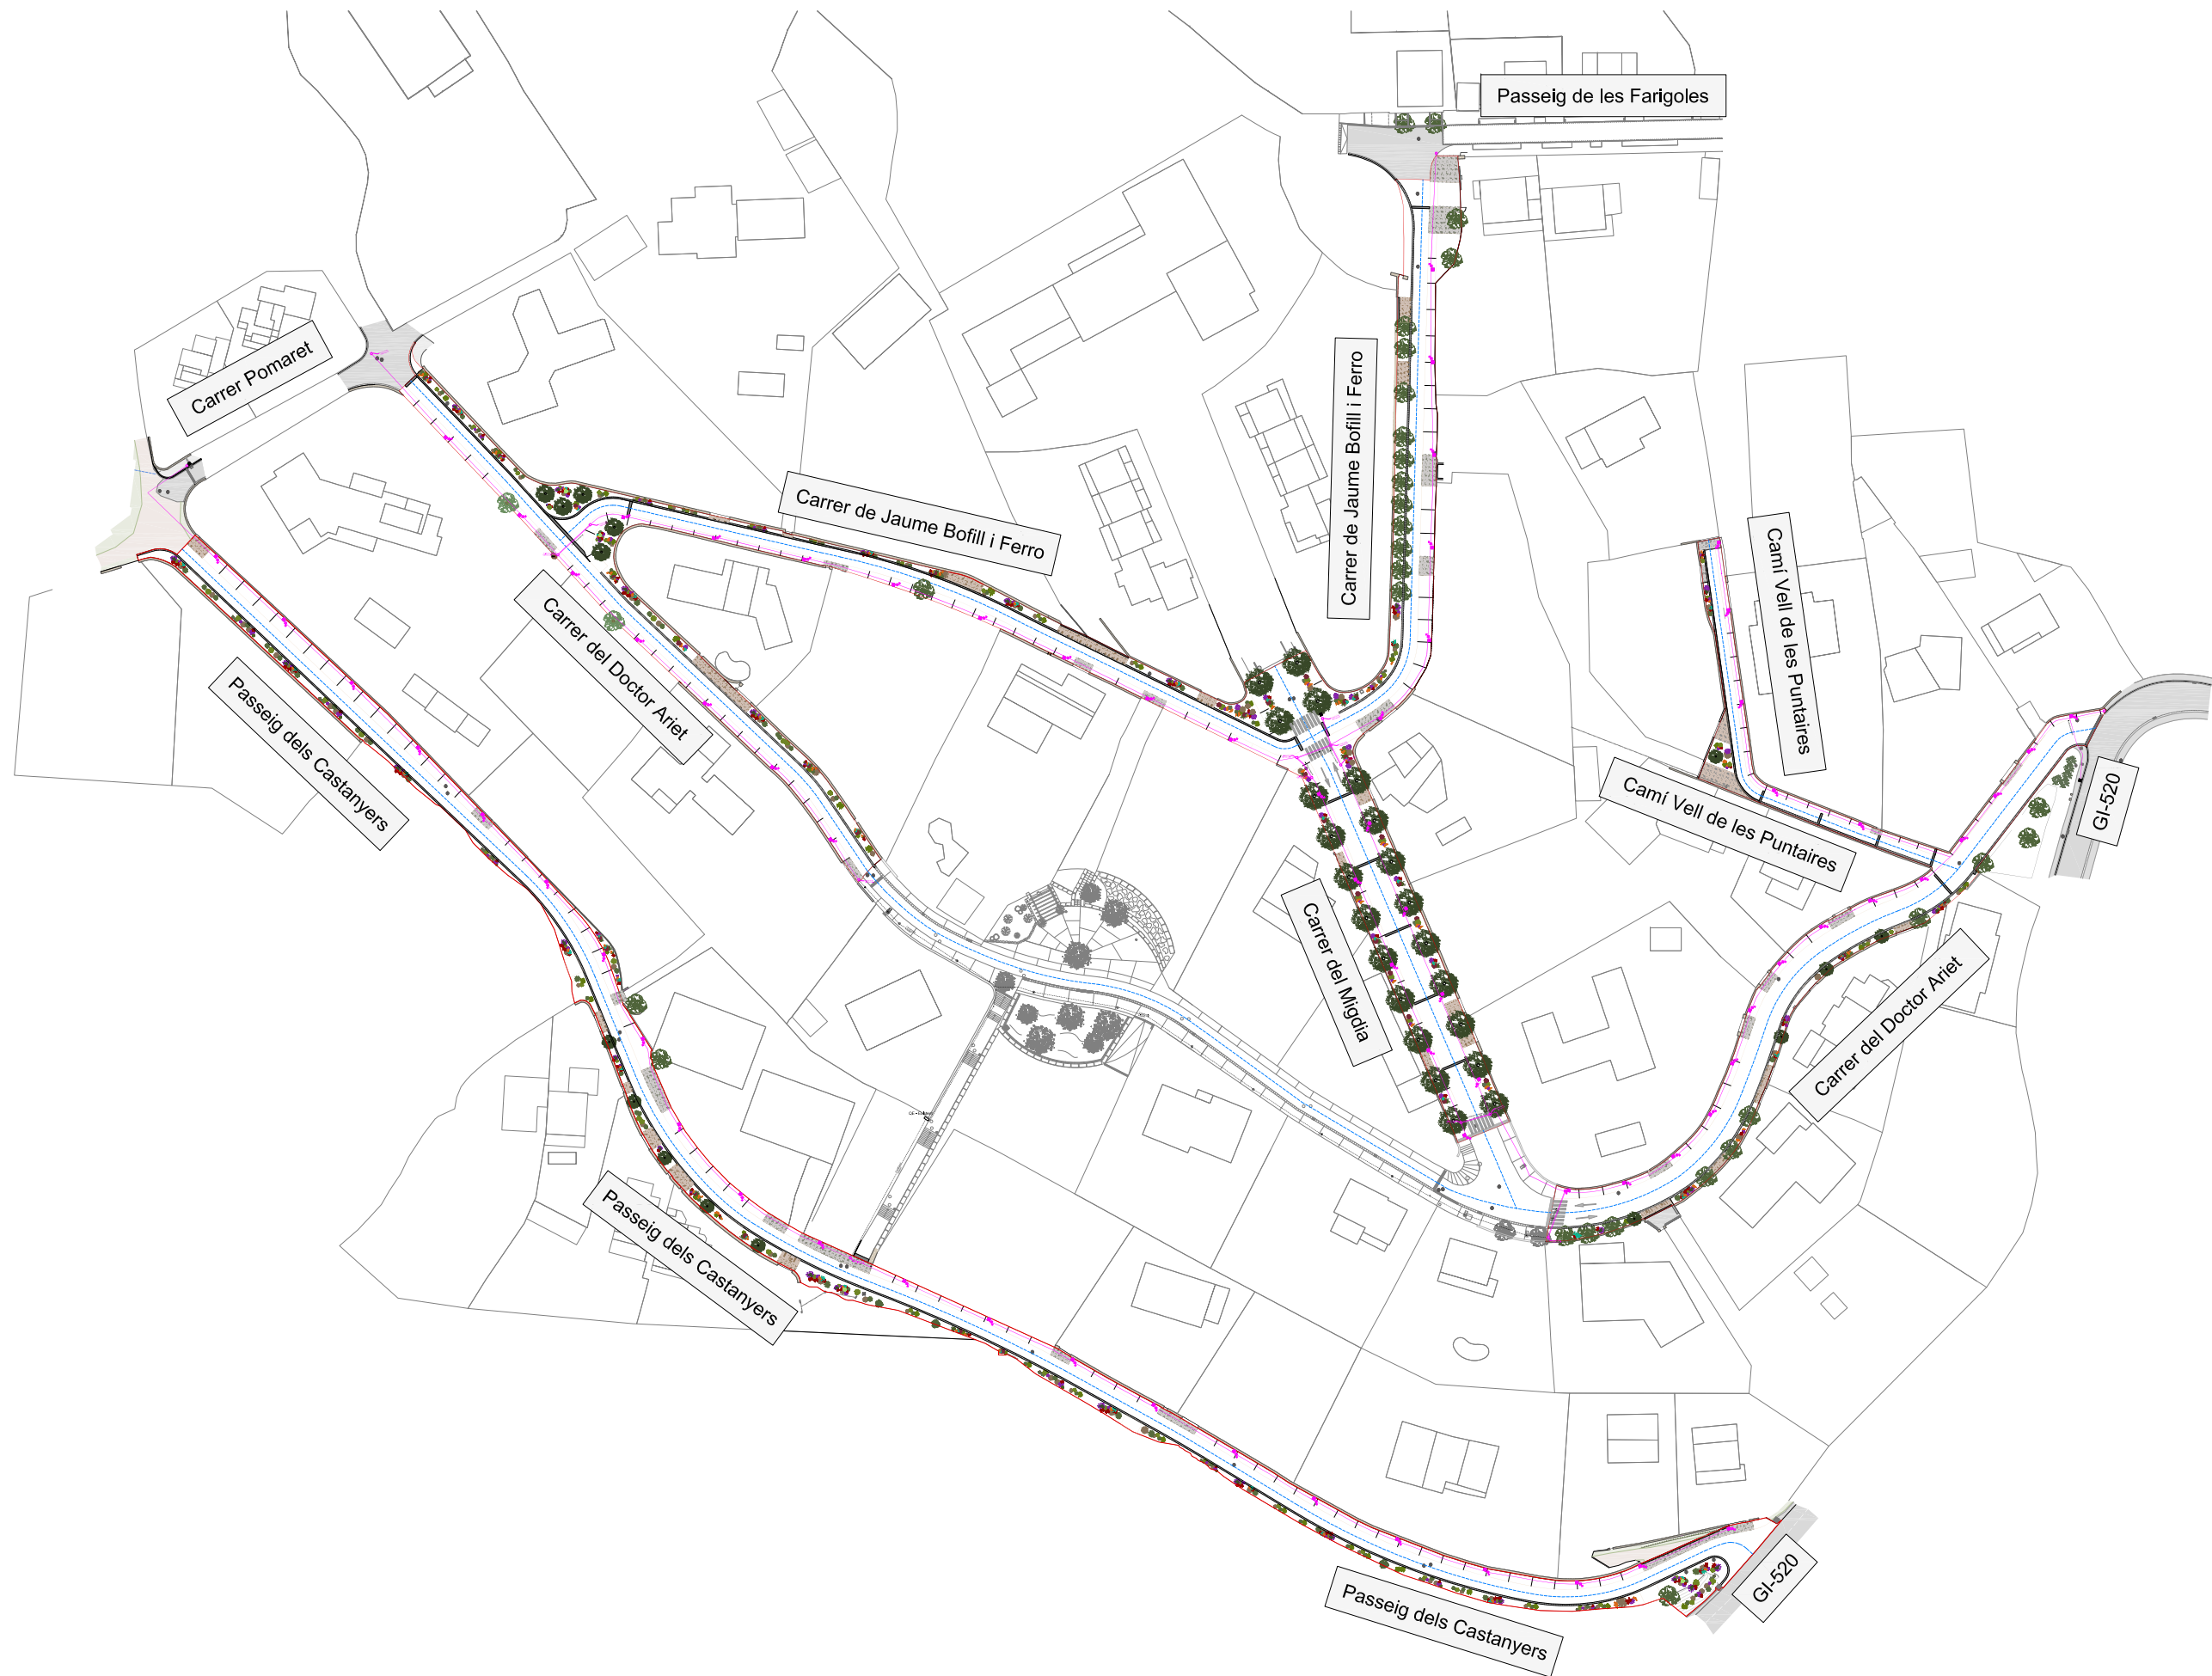 Passeig de les Farigoles
Carrer Pomaret
Carrer de Jaume Bofill i Ferro
Carrer de Jaume Bofill i Ferro
Camí Vell de les Puntaires
Carrer del Doctor Ariet
Passeig dels Castanyers
Camí Vell de les Puntaires
GI-520
Carrer del Migdia
Carrer del Doctor Ariet
Passeig dels Castanyers
GI-520
Passeig dels Castanyers